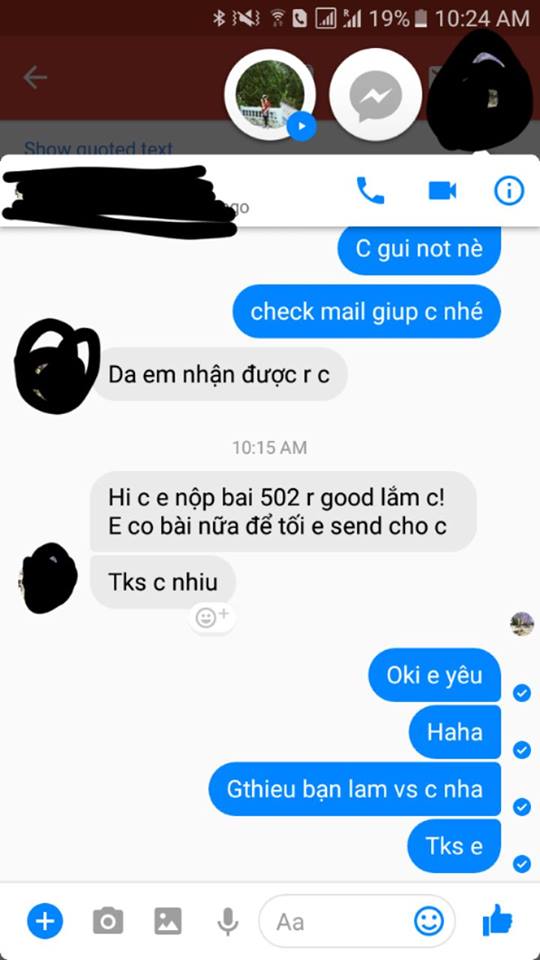 19% 10:24 AM
Show quoted text
go
C gui not nè
check mail giup c nhé
Da em nhận được r c
10:15 AM
Hi c e nộp bai 502 r good lắm c!
E co bài nữa để tối e send cho c
Tks c nhiu
Oki e yêu
Haha
Gthieu bạn lam vs c nha
Tks e
Aa